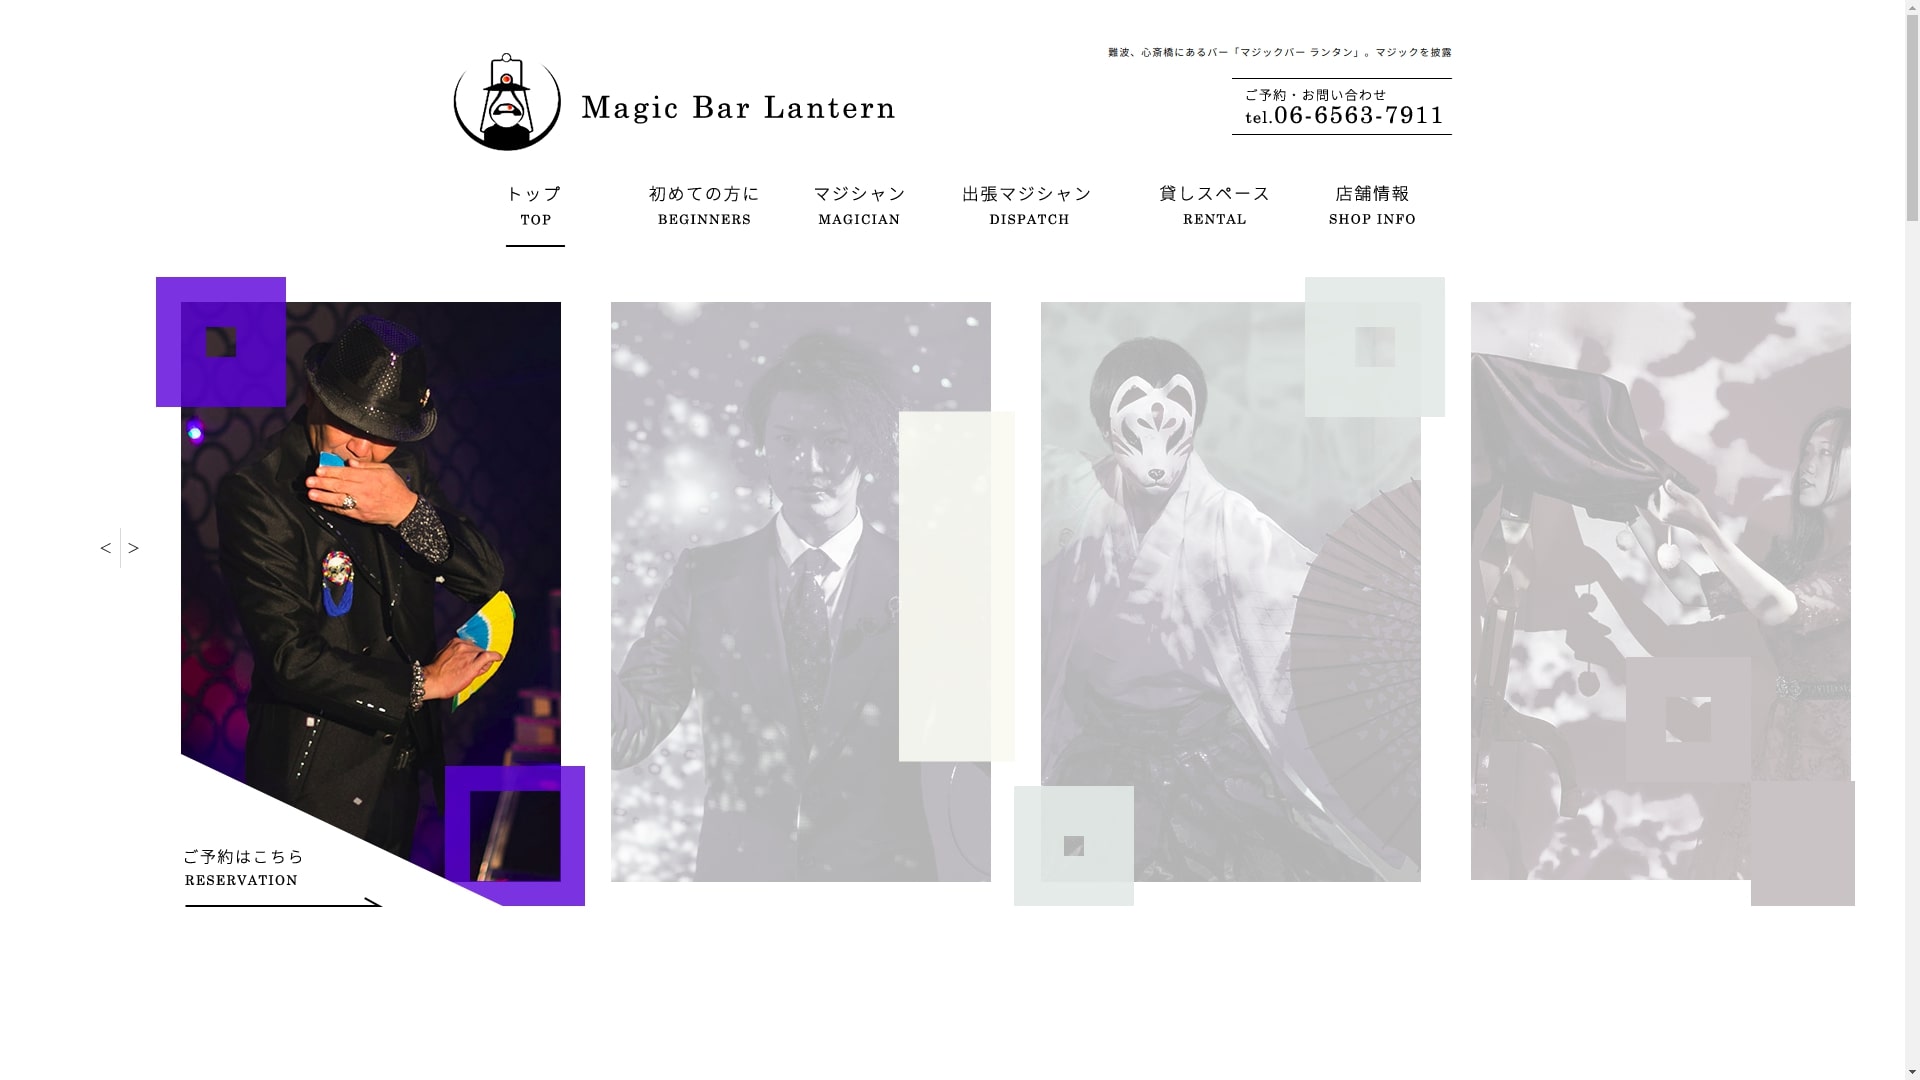 難波、心斎橋にあるバー「マジックバー ランタン」。マジックを披露
Magic Bar Lantern
ご予約・お問い合わせ
tel.06-6563-7911
トップ 初めての方に マジシャン 出張マジシャン 貸しスペース 店舗情報
TOP BEGINNERS MAGICIAN DISPATCH RENTAL SHOP INFO
< >
ご予約はこちら
RESERVATION